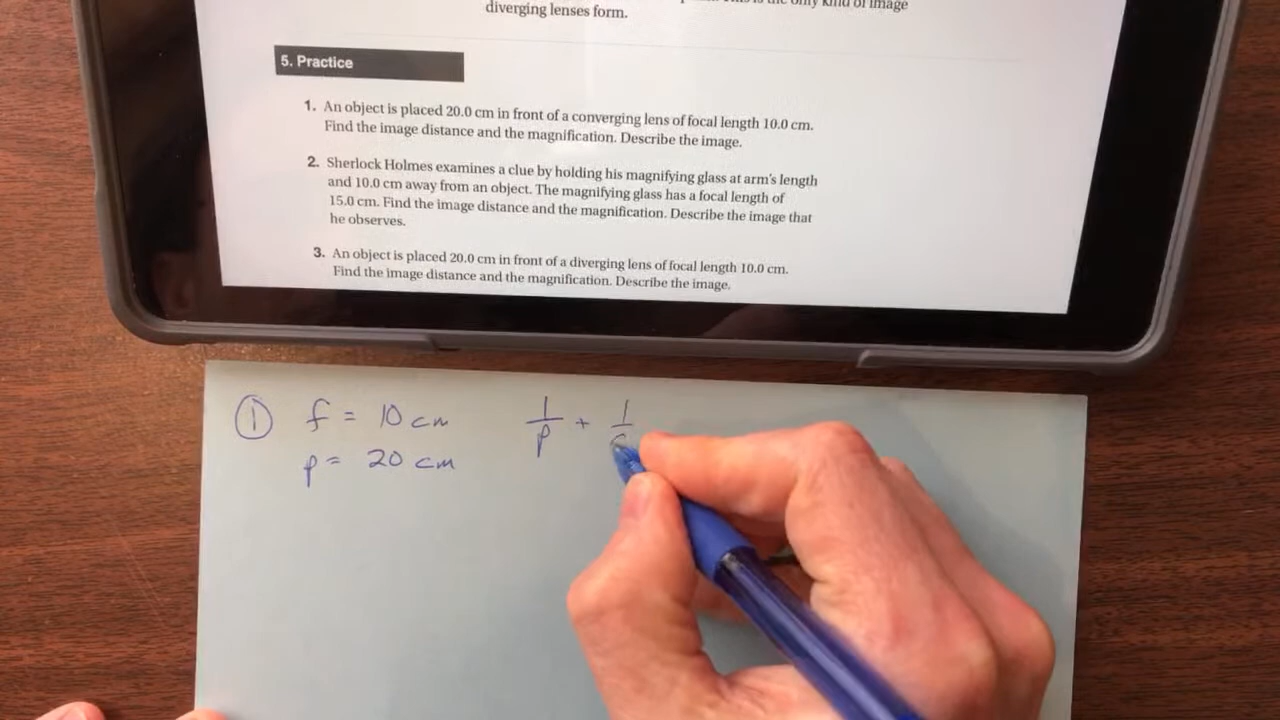 the only kind of image
diverging lenses form.
5. Practice
1. An object is placed 20.0 cm in front of a converging lens of focal length 10.0 cm.
Find the image distance and the magnification. Describe the image.
2. Sherlock Holmes examines a clue by holding his magnifying glass at arm's length
and 10.0 cm away from an object. The magnifying glass has a focal length of
15.0 cm. Find the image distance and the magnification. Describe the image that
he observes.
3. An object is placed 20.0 cm in front of a diverging lens of focal length 10.0 cm.
Find the image distance and the magnification. Describe the image.
① f = 10 cm
p = 20 cm
1/p + 1/